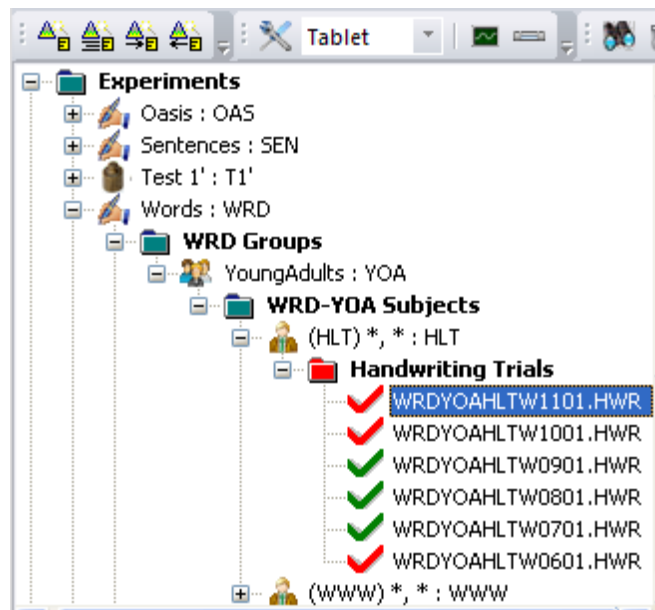 Tablet
Experiments
Oasis : OAS
Sentences : SEN
Test 1' : T1'
Words : WRD
WRD Groups
YoungAdults : YOA
WRD-YOA Subjects
(HLT) *, * : HLT
Handwriting Trials
WRDYOAHLTW1101.HWR
WRDYOAHLTW1001.HWR
WRDYOAHLTW0901.HWR
WRDYOAHLTW0801.HWR
WRDYOAHLTW0701.HWR
WRDYOAHLTW0601.HWR
(WWW) *, * : WWW